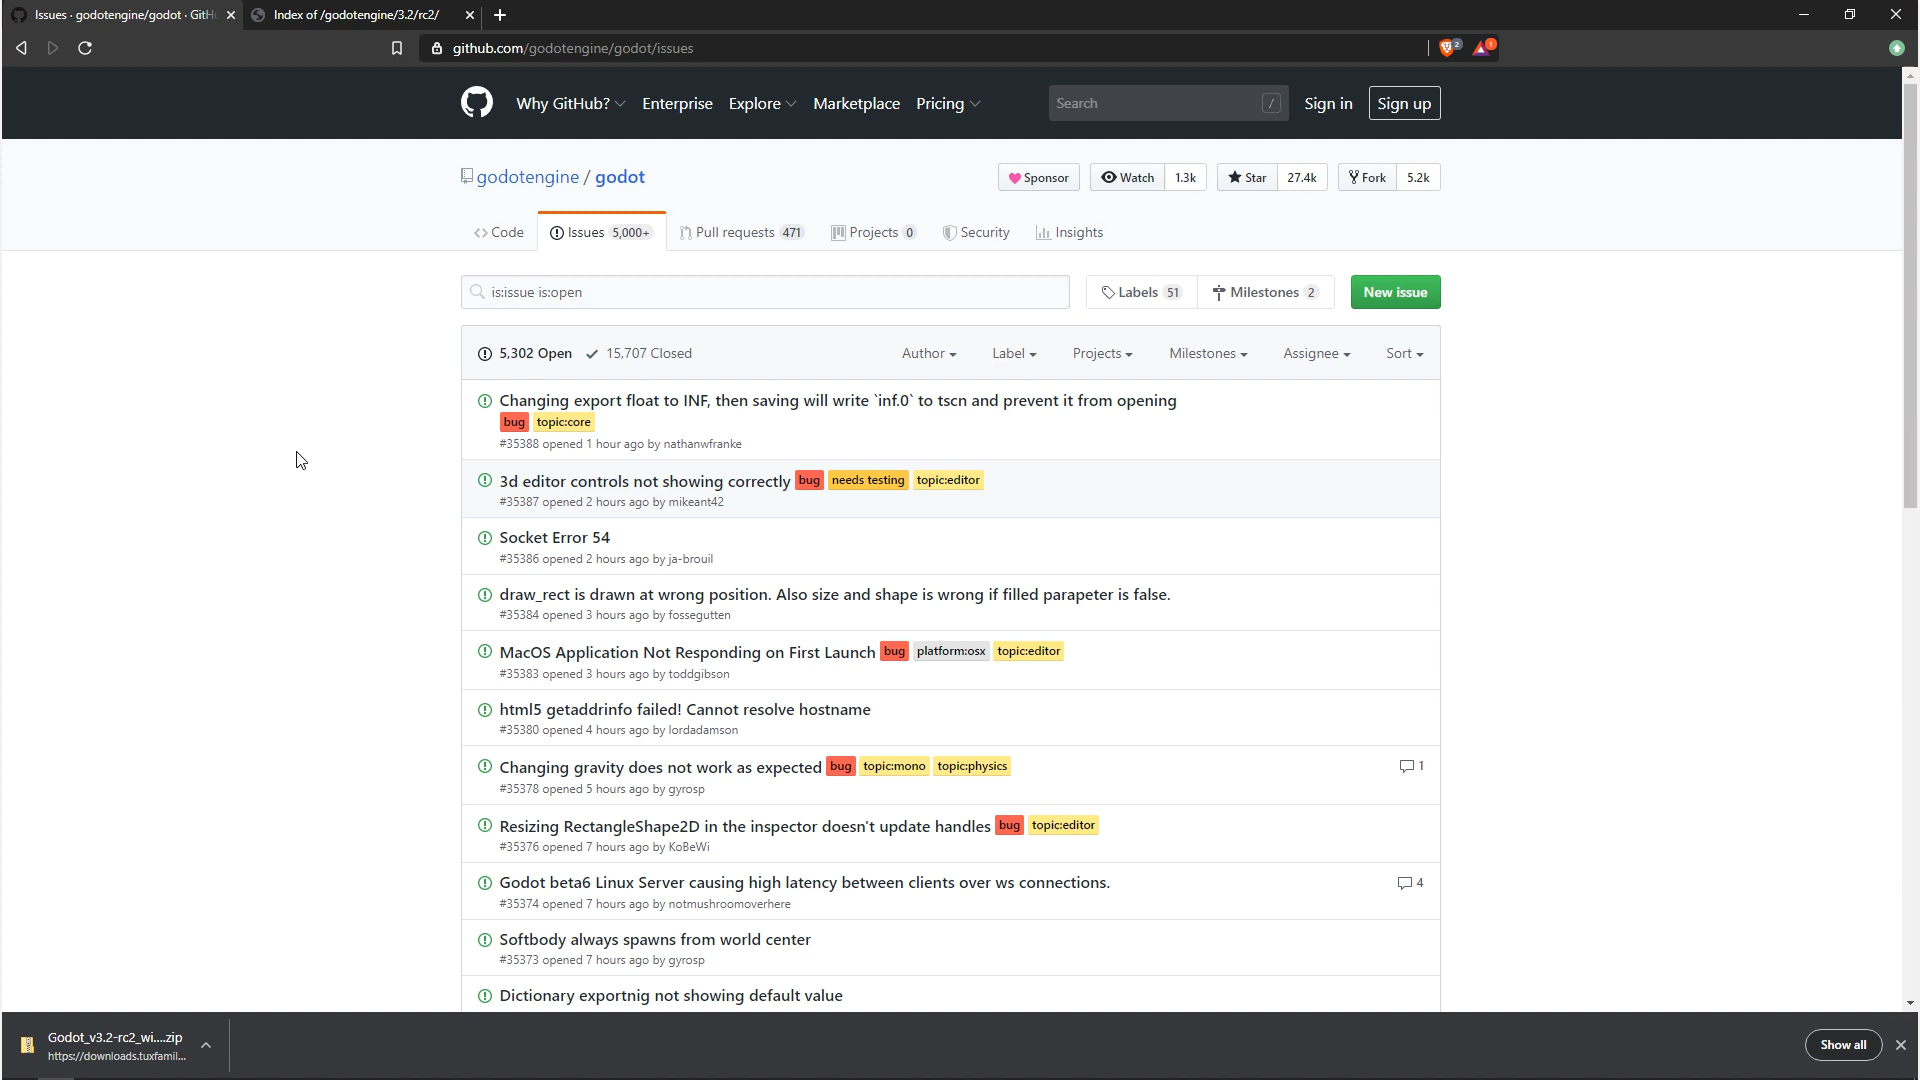 Issues · godotengine/godot · GitH
Index of /godotengine/3.2/rc2/
github.com/godotengine/godot/issues
2
1
Why GitHub? Enterprise Explore Marketplace Pricing
Search /
Sign in Sign up
godotengine / godot
Sponsor Watch 1.3k Star 27.4k Fork 5.2k
Code Issues 5,000+ Pull requests 471 Projects 0 Security Insights
is:issue is:open
Labels 51 Milestones 2 New issue
5,302 Open 15,707 Closed Author Label Projects Milestones Assignee Sort
Changing export float to INF, then saving will write `inf.0` to tscn and prevent it from opening
bug topic:core
#35388 opened 1 hour ago by nathanwfranke
3d editor controls not showing correctly bug needs testing topic:editor
#35387 opened 2 hours ago by mikeant42
Socket Error 54
#35386 opened 2 hours ago by ja-brouil
draw_rect is drawn at wrong position. Also size and shape is wrong if filled parapeter is false.
#35384 opened 3 hours ago by fossegutten
MacOS Application Not Responding on First Launch bug platform:osx topic:editor
#35383 opened 3 hours ago by toddgibson
html5 getaddrinfo failed! Cannot resolve hostname
#35380 opened 4 hours ago by lordadamson
Changing gravity does not work as expected bug topic:mono topic:physics 1
#35378 opened 5 hours ago by gyrosp
Resizing RectangleShape2D in the inspector doesn't update handles bug topic:editor
#35376 opened 7 hours ago by KoBeWi
Godot beta6 Linux Server causing high latency between clients over ws connections. 4
#35374 opened 7 hours ago by notmushroomoverhere
Softbody always spawns from world center
#35373 opened 7 hours ago by gyrosp
Dictionary exportnig not showing default value
Godot_v3.2-rc2_wi....zip
https://downloads.tuxfamil...
Show all